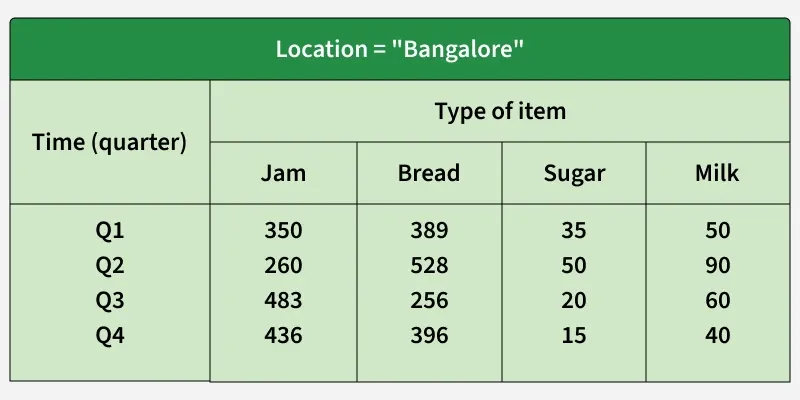 Location = "Bangalore"
Time (quarter)
Type of item
Jam Bread Sugar Milk
Q1 350 389 35 50
Q2 260 528 50 90
Q3 483 256 20 60
Q4 436 396 15 40